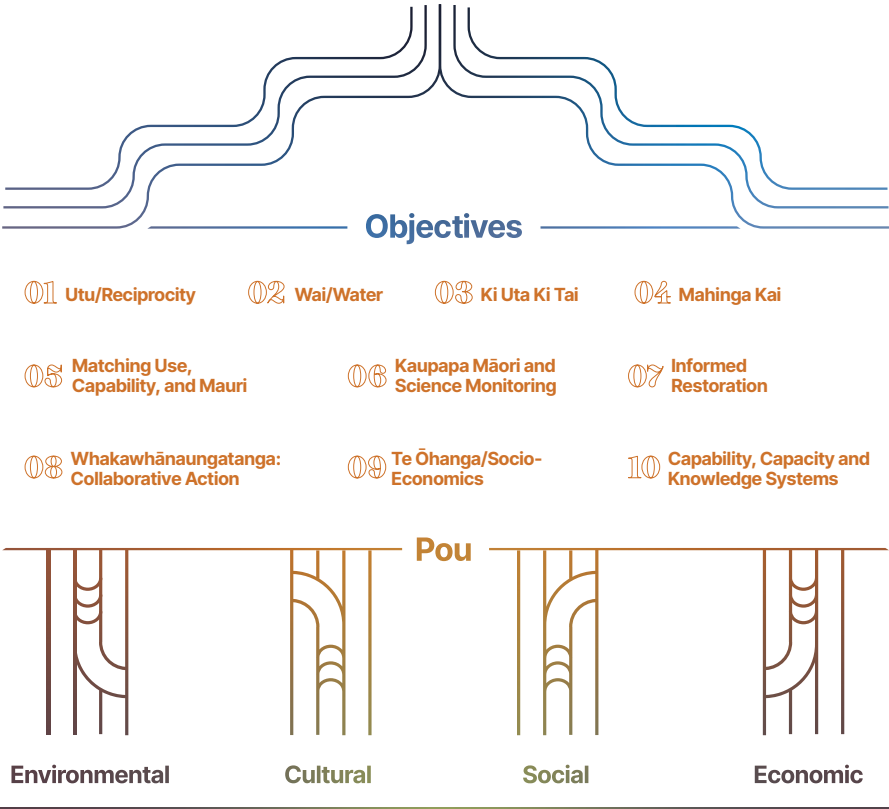 Objectives
01 Utu/Reciprocity
02 Wai/Water
03 Ki Uta Ki Tai
04 Mahinga Kai
05 Matching Use,
Capability, and Mauri
06 Kaupapa Māori and
Science Monitoring
07 Informed
Restoration
08 Whakawhānaungatanga:
Collaborative Action
09 Te Ōhanga/Socio-
Economics
10 Capability, Capacity and
Knowledge Systems
Pou
Environmental
Cultural
Social
Economic